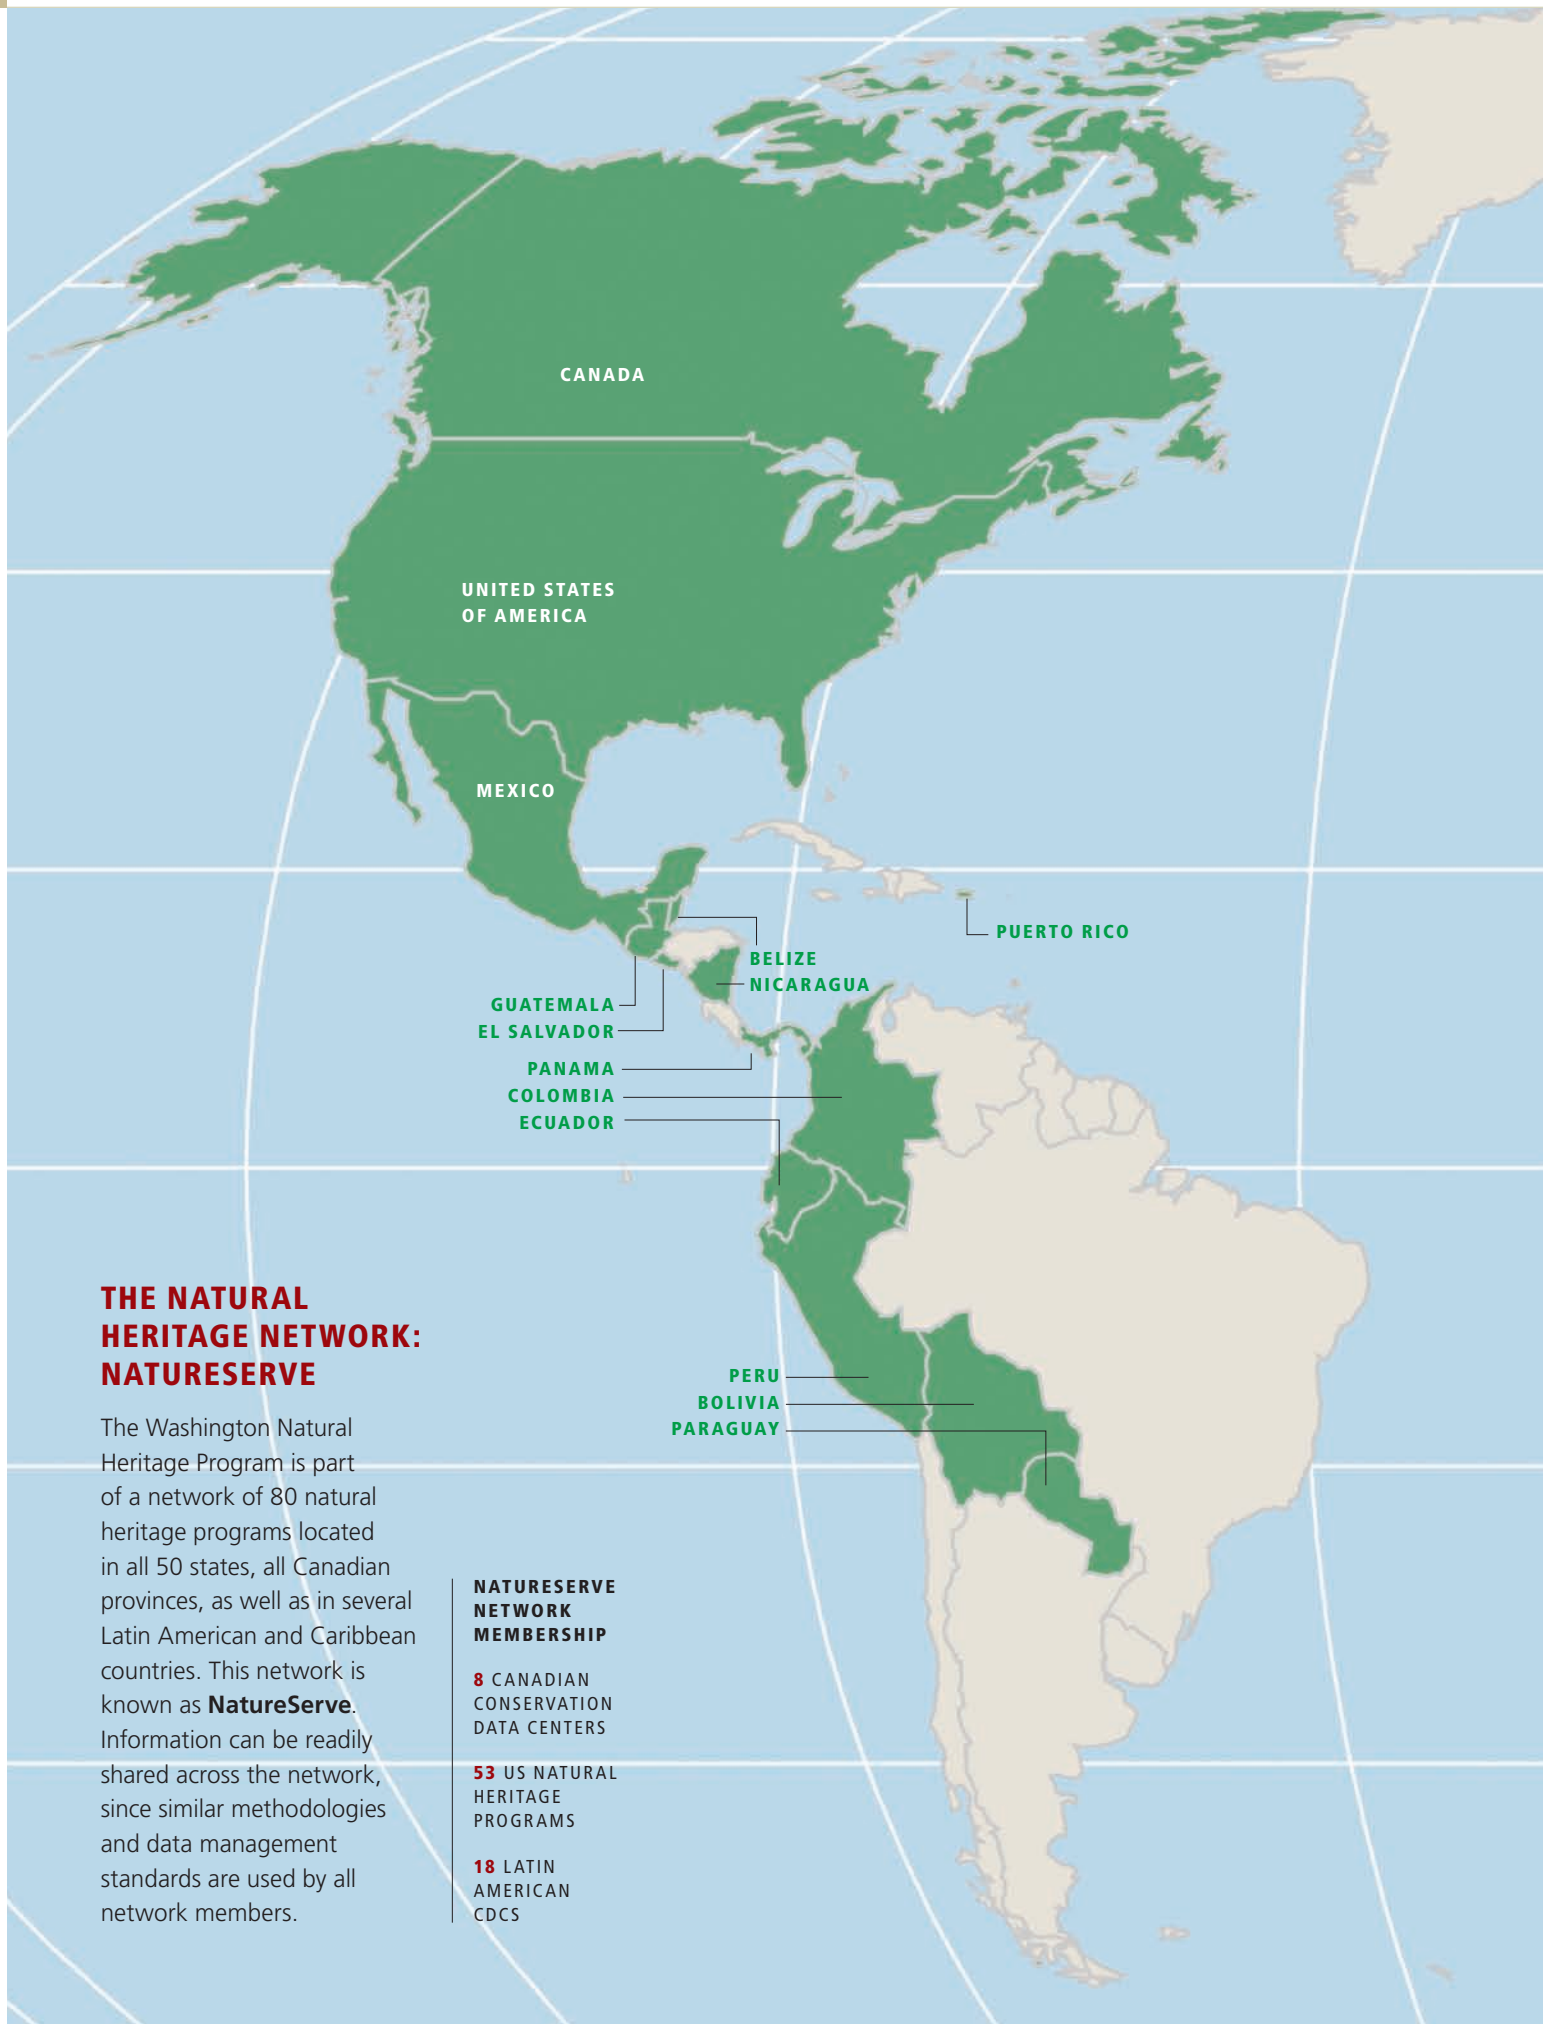 CANADA
UNITED STATES
OF AMERICA
MEXICO
PUERTO RICO
BELIZE
NICARAGUA
GUATEMALA
EL SALVADOR
PANAMA
COLOMBIA
ECUADOR
PERU
BOLIVIA
PARAGUAY
THE NATURAL
HERITAGE NETWORK:
NATURESERVE
The Washington Natural
Heritage Program is part
of a network of 80 natural
heritage programs located
in all 50 states, all Canadian
provinces, as well as in several
Latin American and Caribbean
countries. This network is
known as NatureServe.
Information can be readily
shared across the network,
since similar methodologies
and data management
standards are used by all
network members.
NATURESERVE
NETWORK
MEMBERSHIP
8 CANADIAN
CONSERVATION
DATA CENTERS
53 US NATURAL
HERITAGE
PROGRAMS
18 LATIN
AMERICAN
CDCS